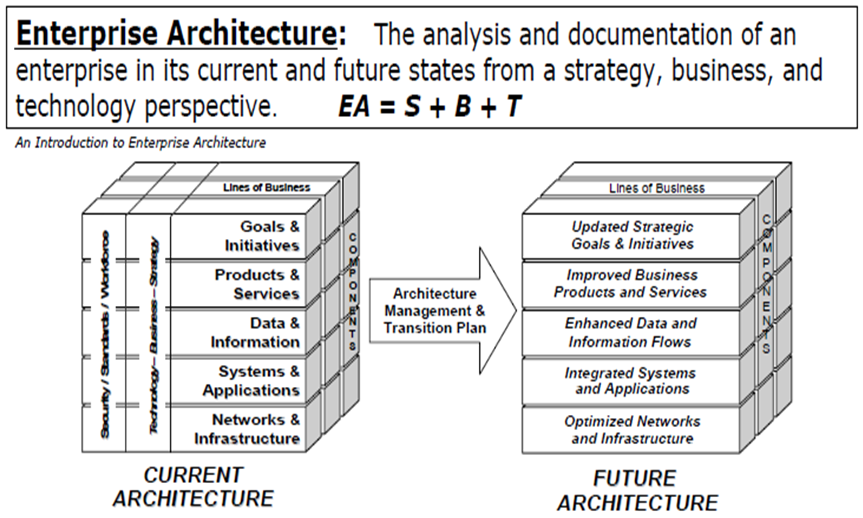 Enterprise Architecture: The analysis and documentation of an
enterprise in its current and future states from a strategy, business, and
technology perspective. EA = S + B + T
An Introduction to Enterprise Architecture
Lines of Business
Security / Standards / Workforce
Technology – Business – Strategy
Goals &
Initiatives
Products &
Services
Data &
Information
Systems &
Applications
Networks &
Infrastructure
COMPONENTS
CURRENT
ARCHITECTURE
Architecture
Management &
Transition Plan
Lines of Business
Updated Strategic
Goals & Initiatives
Improved Business
Products and Services
Enhanced Data and
Information Flows
Integrated Systems
and Applications
Optimized Networks
and Infrastructure
COMPONENTS
FUTURE
ARCHITECTURE